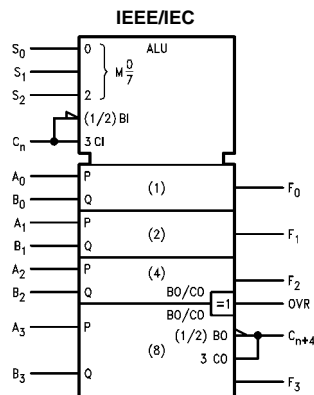 IEEE/IEC
S0 0 ALU
S1 M 0/7
S2 2
(1/2) BI
Cn 3 CI
A0 P
(1) F0
B0 Q
A1 P
(2) F1
B1 Q
A2 P
(4) F2
B2 Q BO/CO
=1 OVR
BO/CO
A3 P (1/2) BO Cn+4
3 CO
(8)
B3 Q F3